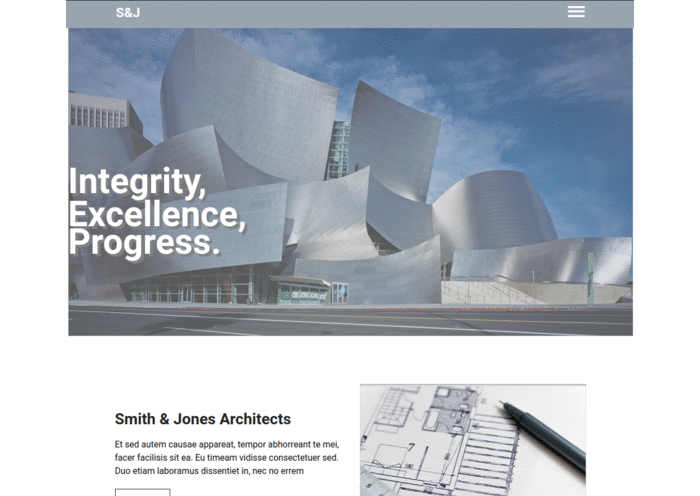 S&J
Integrity,
Excellence,
Progress.
Smith & Jones Architects
Et sed autem causae appareat, tempor abhorreant te mei,
facer facilisis sit ea. Eu timeam vidisse consectetuer sed.
Duo etiam laboramus dissentiet in, nec no errem